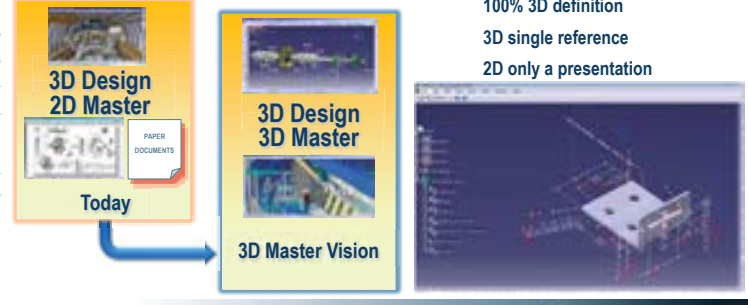 3D Design
2D Master
PAPER
DOCUMENTS
Today
3D Design
3D Master
3D Master Vision
100% 3D definition
3D single reference
2D only a presentation